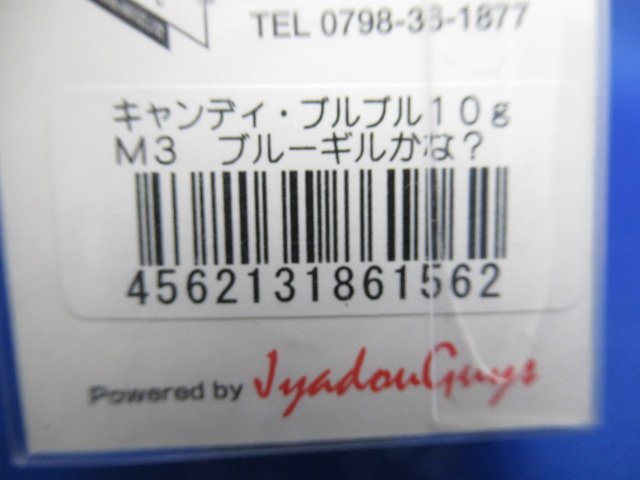 TEL 0798-36-1877
キャンディ・ブルブル10g
M3 ブルーギルかな?
4562131861562
Powered by JyadouGuys